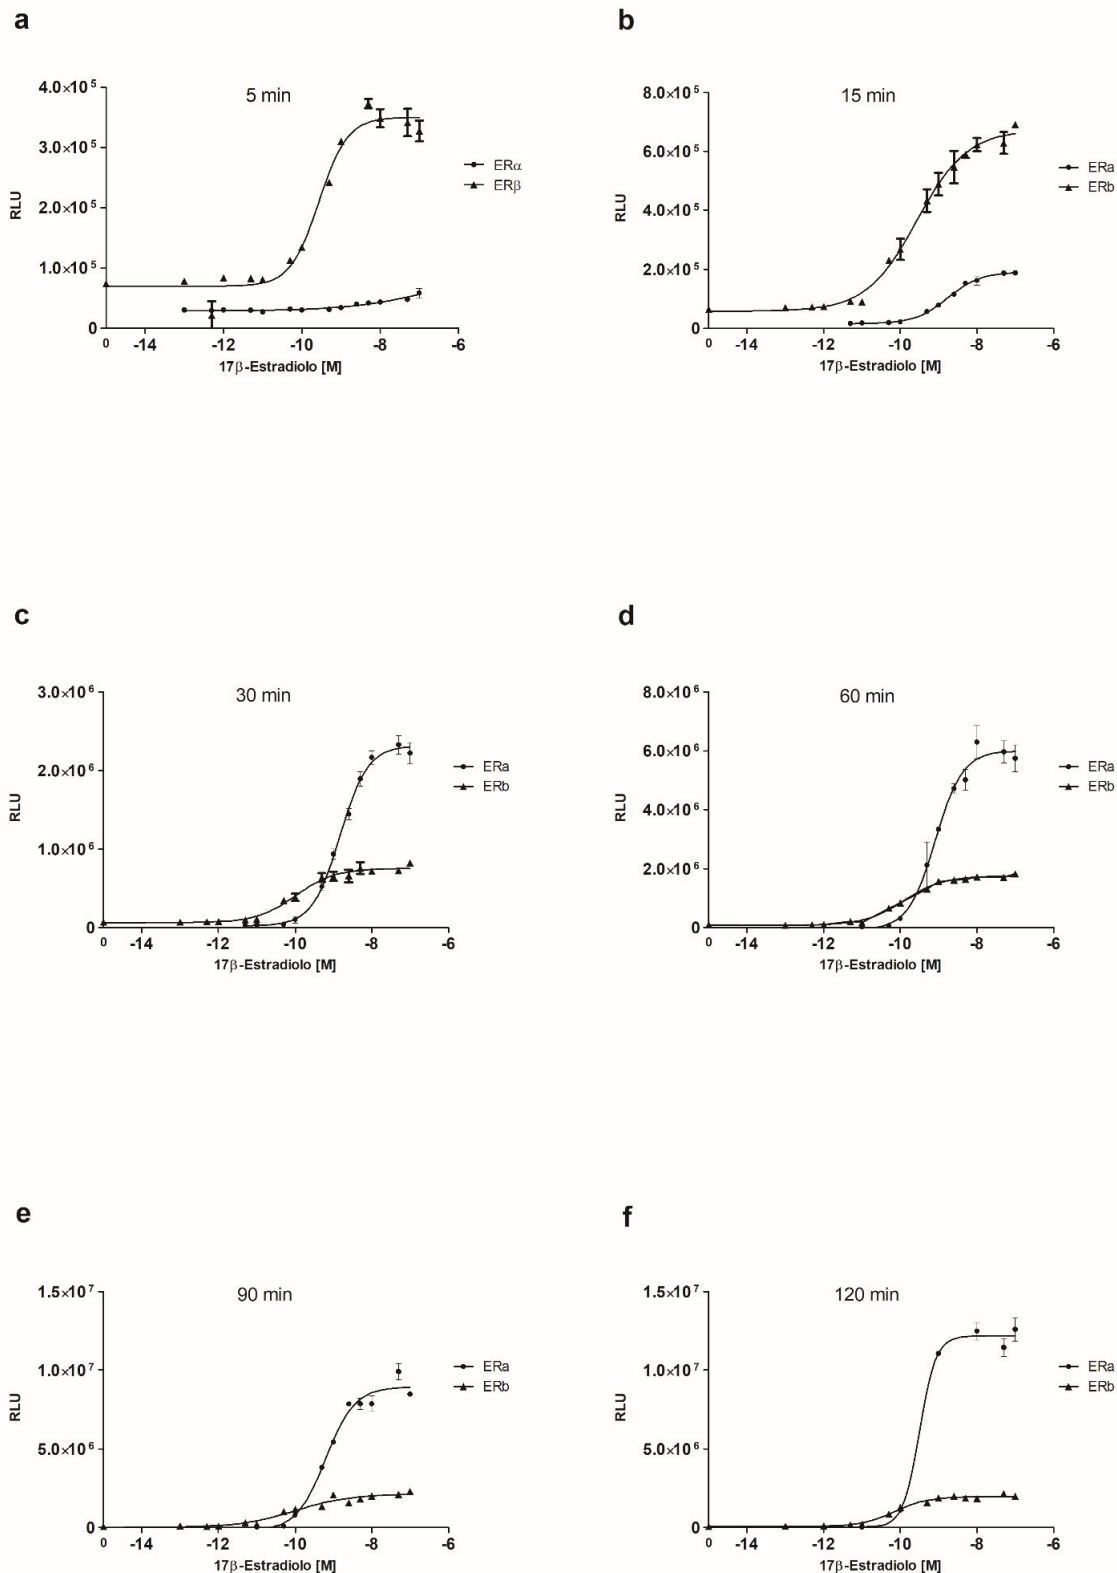 a
5 min
4.0×10⁵
3.0×10⁵
2.0×10⁵
1.0×10⁵
0
RLU
0 -14 -12 -10 -8 -6
17β-Estradiolo [M]
ERα
ERβ
b
15 min
8.0×10⁵
6.0×10⁵
4.0×10⁵
2.0×10⁵
0
RLU
0 -14 -12 -10 -8 -6
17β-Estradiolo [M]
ERa
ERb
c
30 min
3.0×10⁶
2.0×10⁶
1.0×10⁶
0
RLU
0 -14 -12 -10 -8 -6
17β-Estradiolo [M]
ERa
ERb
d
60 min
8.0×10⁶
6.0×10⁶
4.0×10⁶
2.0×10⁶
0
RLU
0 -14 -12 -10 -8 -6
17β-Estradiolo [M]
ERa
ERb
e
90 min
1.5×10⁷
1.0×10⁷
5.0×10⁶
0
RLU
0 -14 -12 -10 -8 -6
17β-Estradiolo [M]
ERa
ERb
f
120 min
1.5×10⁷
1.0×10⁷
5.0×10⁶
0
RLU
0 -14 -12 -10 -8 -6
17β-Estradiolo [M]
ERa
ERb